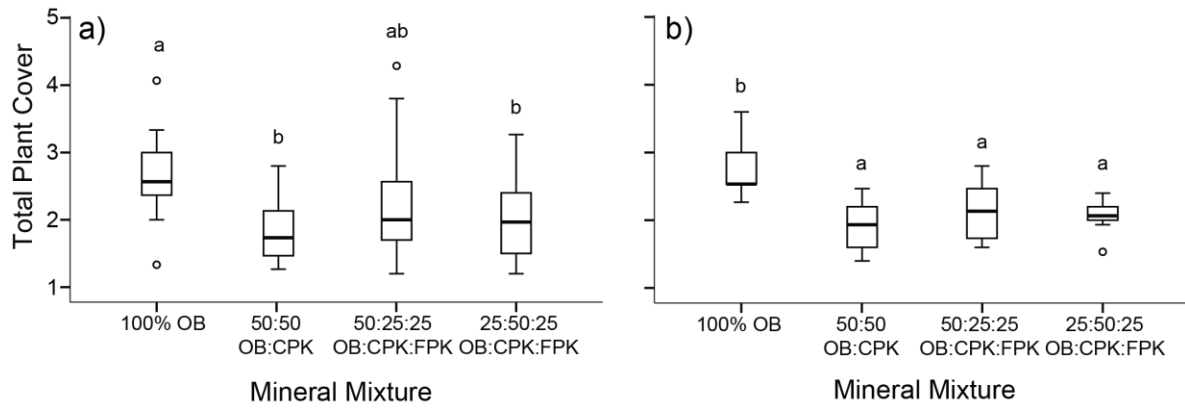 a)
b)
Total Plant Cover
5
4
3
2
1
a
b
ab
b
b
a
a
a
100% OB
50:50
OB:CPK
50:25:25
OB:CPK:FPK
25:50:25
OB:CPK:FPK
100% OB
50:50
OB:CPK
50:25:25
OB:CPK:FPK
25:50:25
OB:CPK:FPK
Mineral Mixture
Mineral Mixture